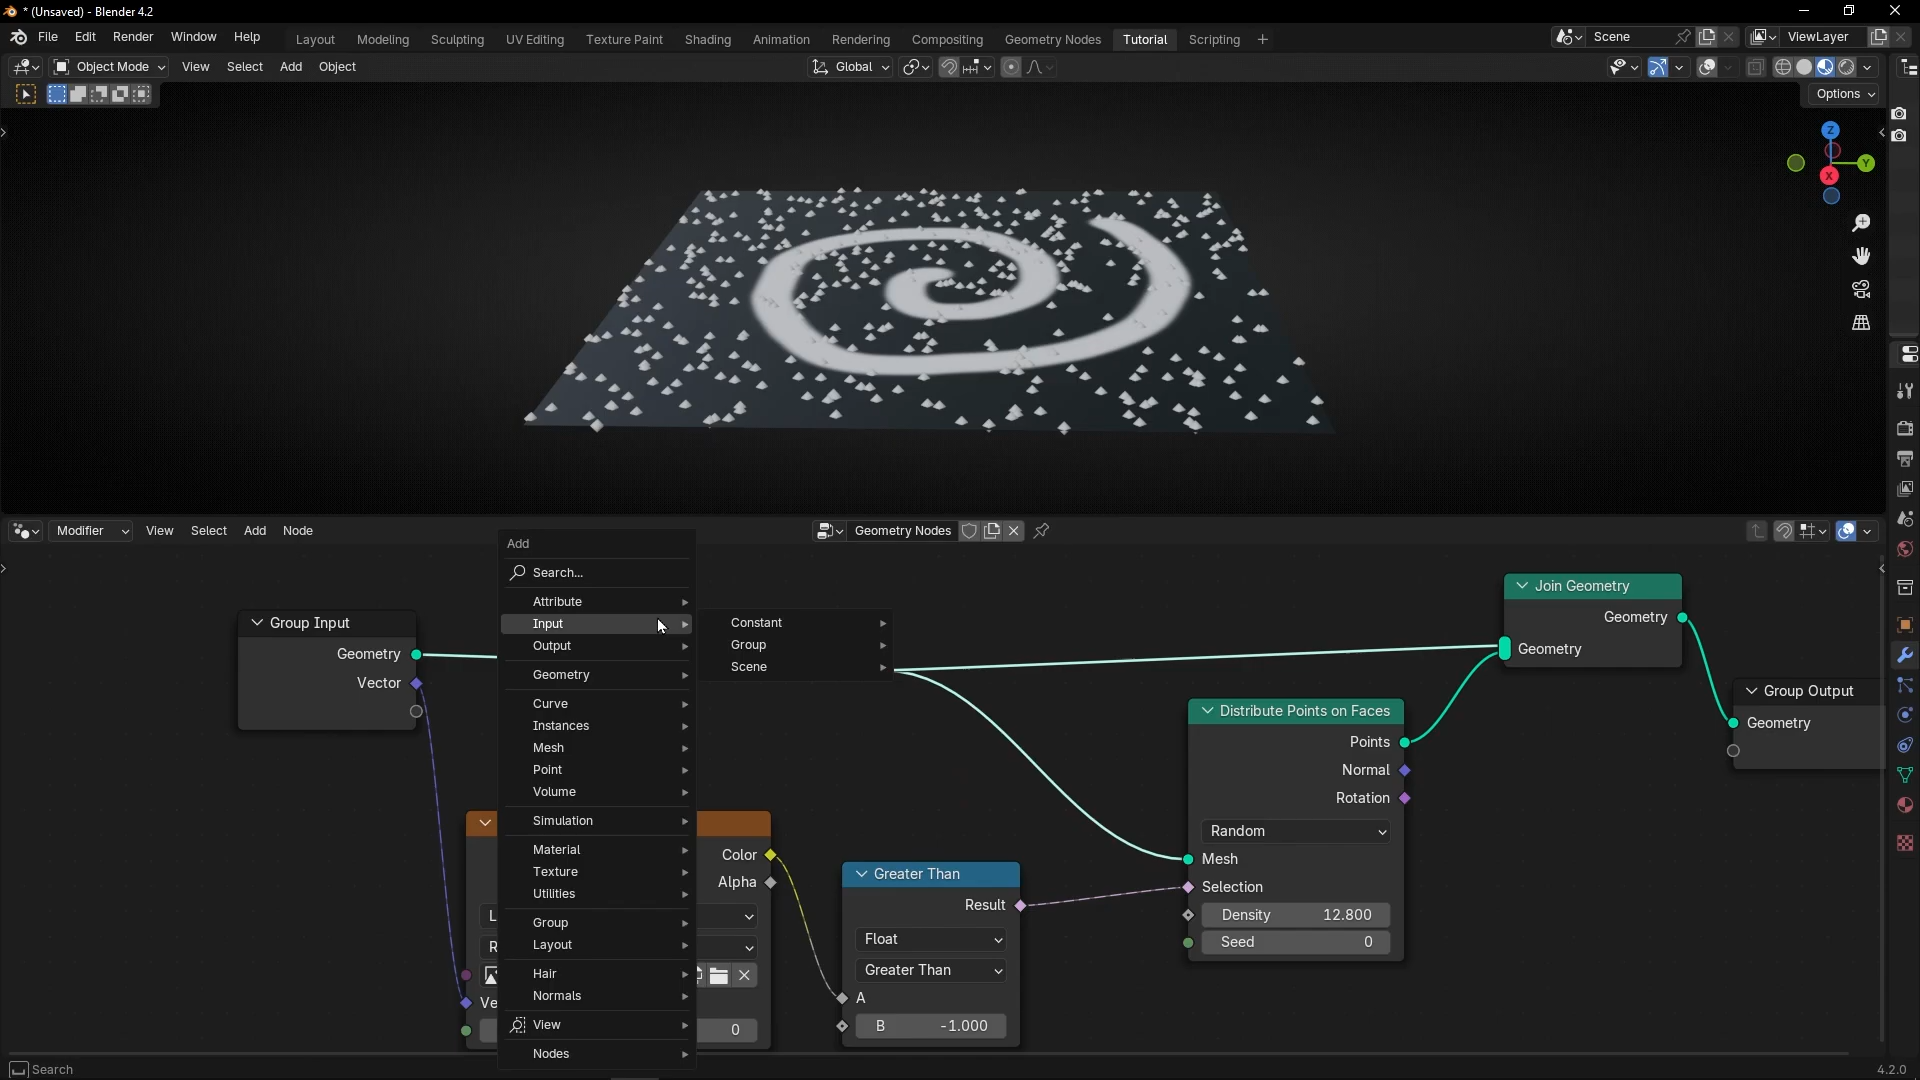 * (Unsaved) - Blender 4.2
File Edit Render Window Help
Layout Modeling Sculpting UV Editing Texture Paint Shading Animation Rendering Compositing Geometry Nodes Tutorial Scripting
Scene ViewLayer
Object Mode View Select Add Object
Global
Options
Z
Y
X
Modifier View Select Add Node
Geometry Nodes
Add
Search...
Attribute
Input
Output
Geometry
Curve
Instances
Mesh
Point
Volume
Simulation
Material
Texture
Utilities
Group
Layout
Hair
Normals
View
Nodes
Constant
Group
Scene
Group Input
Geometry
Vector
Color
Alpha
L
R
Ve
0
Greater Than
Result
Float
Greater Than
A
B -1.000
Distribute Points on Faces
Points
Normal
Rotation
Random
Mesh
Selection
Density 12.800
Seed 0
Join Geometry
Geometry
Geometry
Group Output
Geometry
Search
4.2.0